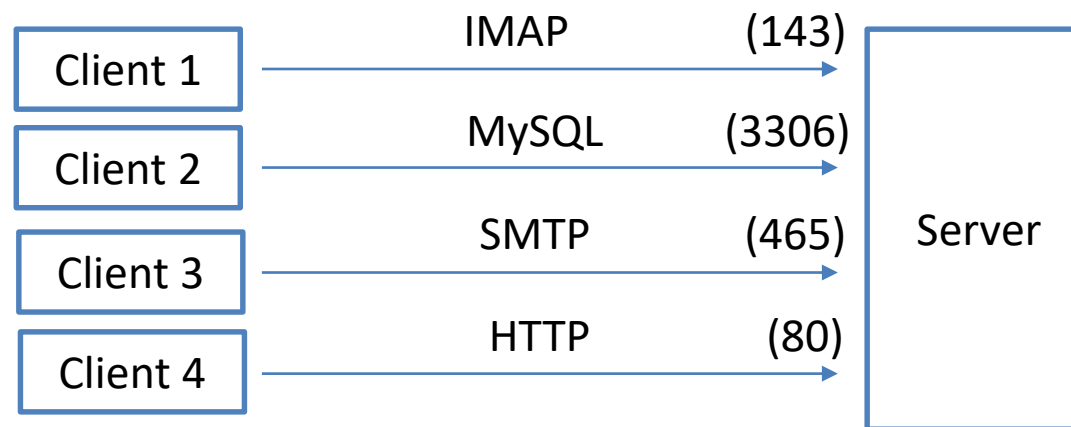 IMAP (143)
Client 1
MySQL (3306)
Client 2
SMTP (465)
Server
Client 3
HTTP (80)
Client 4